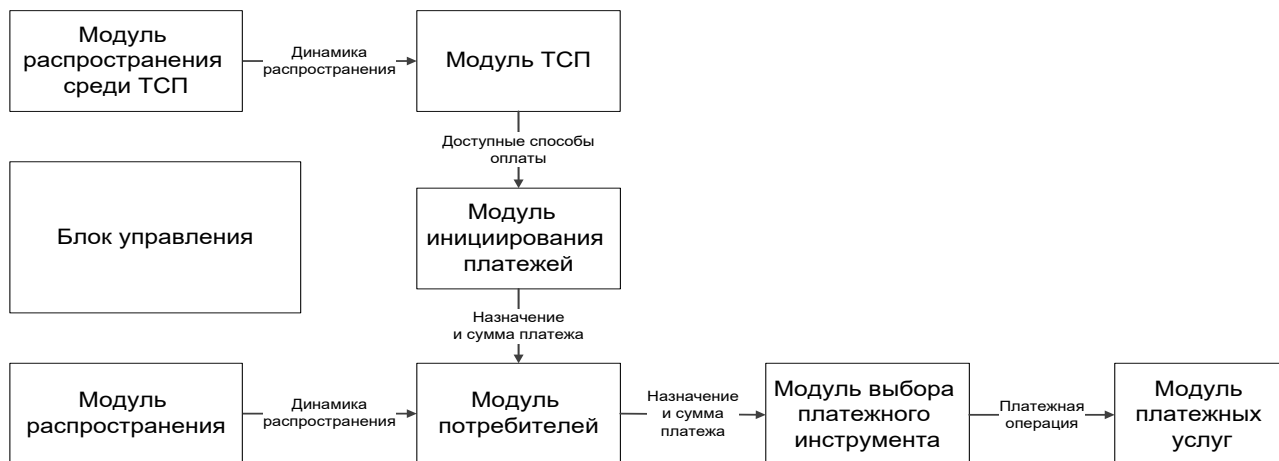 Модуль
распространения
среди ТСП
Динамика
распространения
Модуль ТСП
Доступные способы
оплаты
Блок управления
Модуль
инициирования
платежей
Назначение
и сумма платежа
Модуль
распространения
Динамика
распространения
Модуль
потребителей
Назначение
и сумма
платежа
Модуль выбора
платежного
инструмента
Платежная
операция
Модуль
платежных
услуг